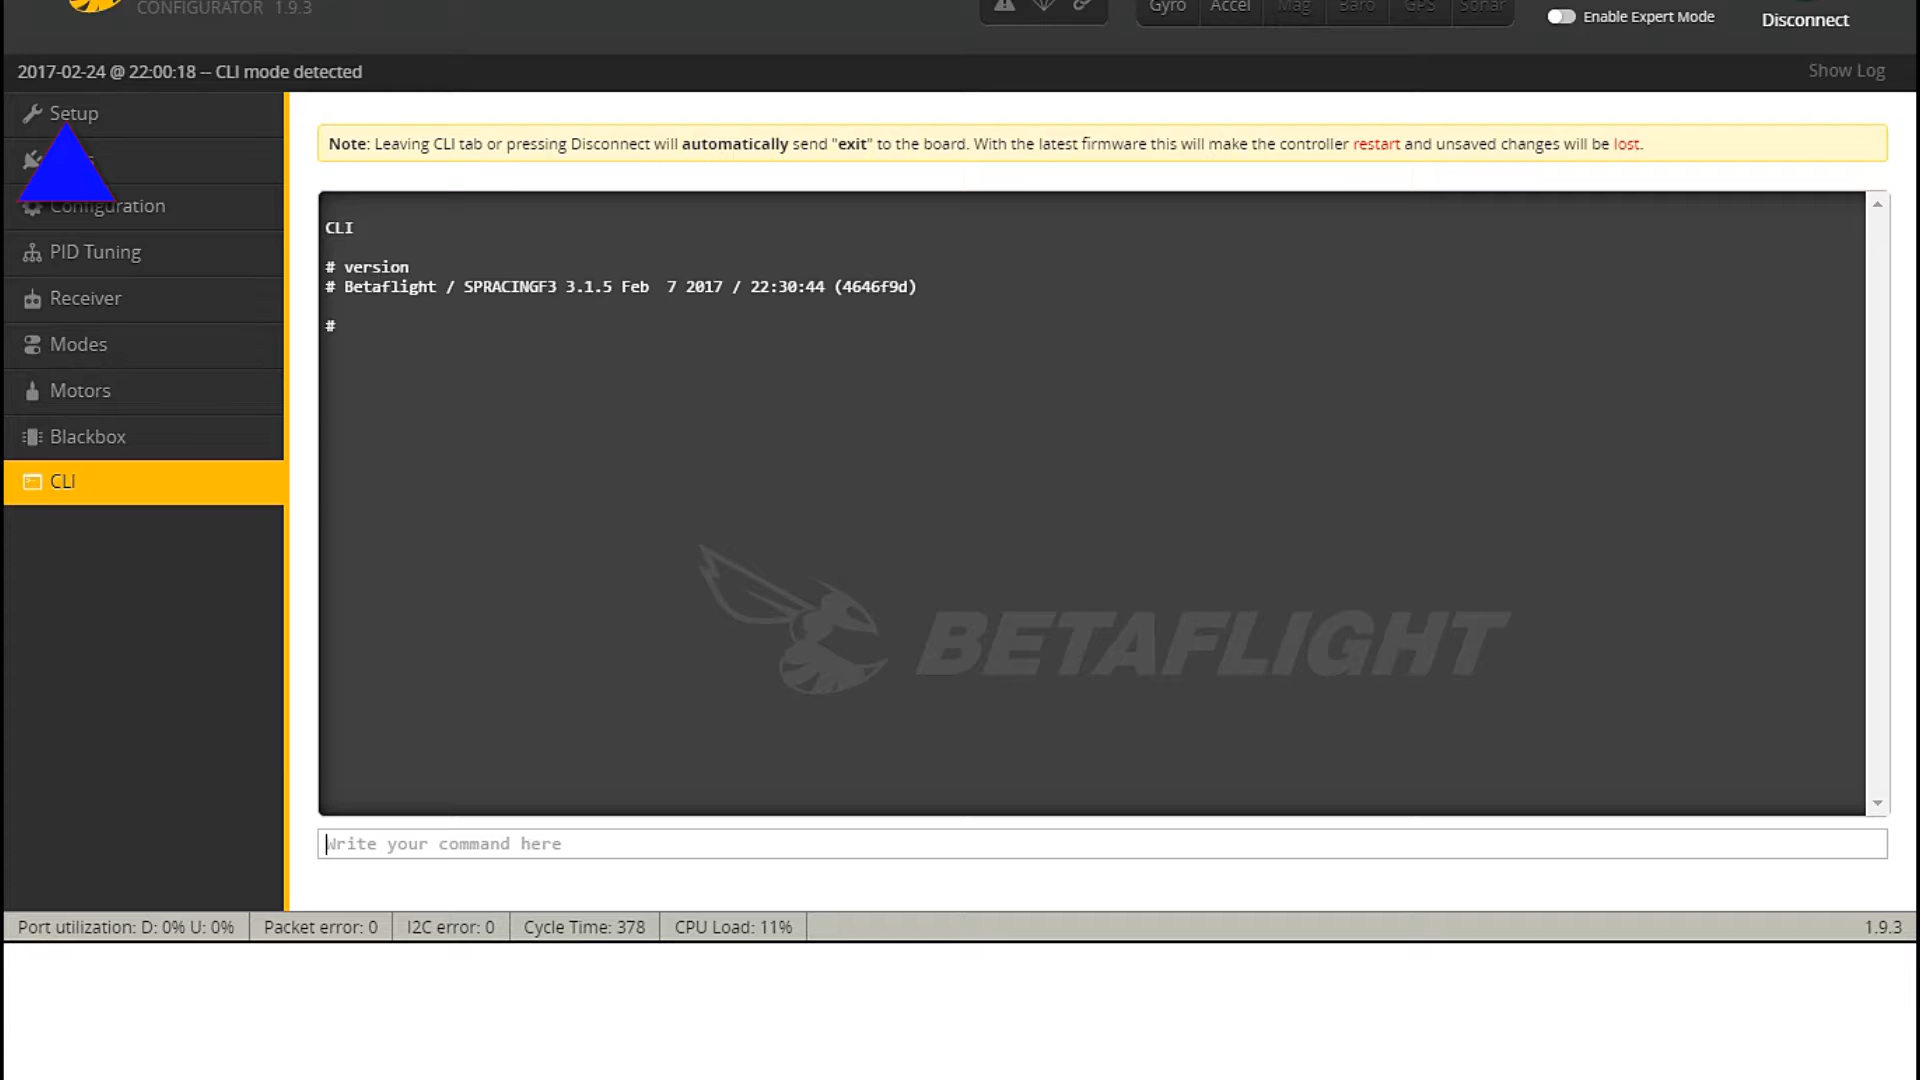 CONFIGURATOR 1.9.3
Gyro Accel Mag Baro GPS Sonar
Enable Expert Mode
Disconnect
2017-02-24 @ 22:00:18 -- CLI mode detected
Show Log
Setup
Configuration
PID Tuning
Receiver
Modes
Motors
Blackbox
CLI
Note: Leaving CLI tab or pressing Disconnect will automatically send "exit" to the board. With the latest firmware this will make the controller restart and unsaved changes will be lost.
CLI
# version
# Betaflight / SPRACINGF3 3.1.5 Feb  7 2017 / 22:30:44 (4646f9d)
#
BETAFLIGHT
Write your command here
Port utilization: D: 0% U: 0%
Packet error: 0
I2C error: 0
Cycle Time: 378
CPU Load: 11%
1.9.3